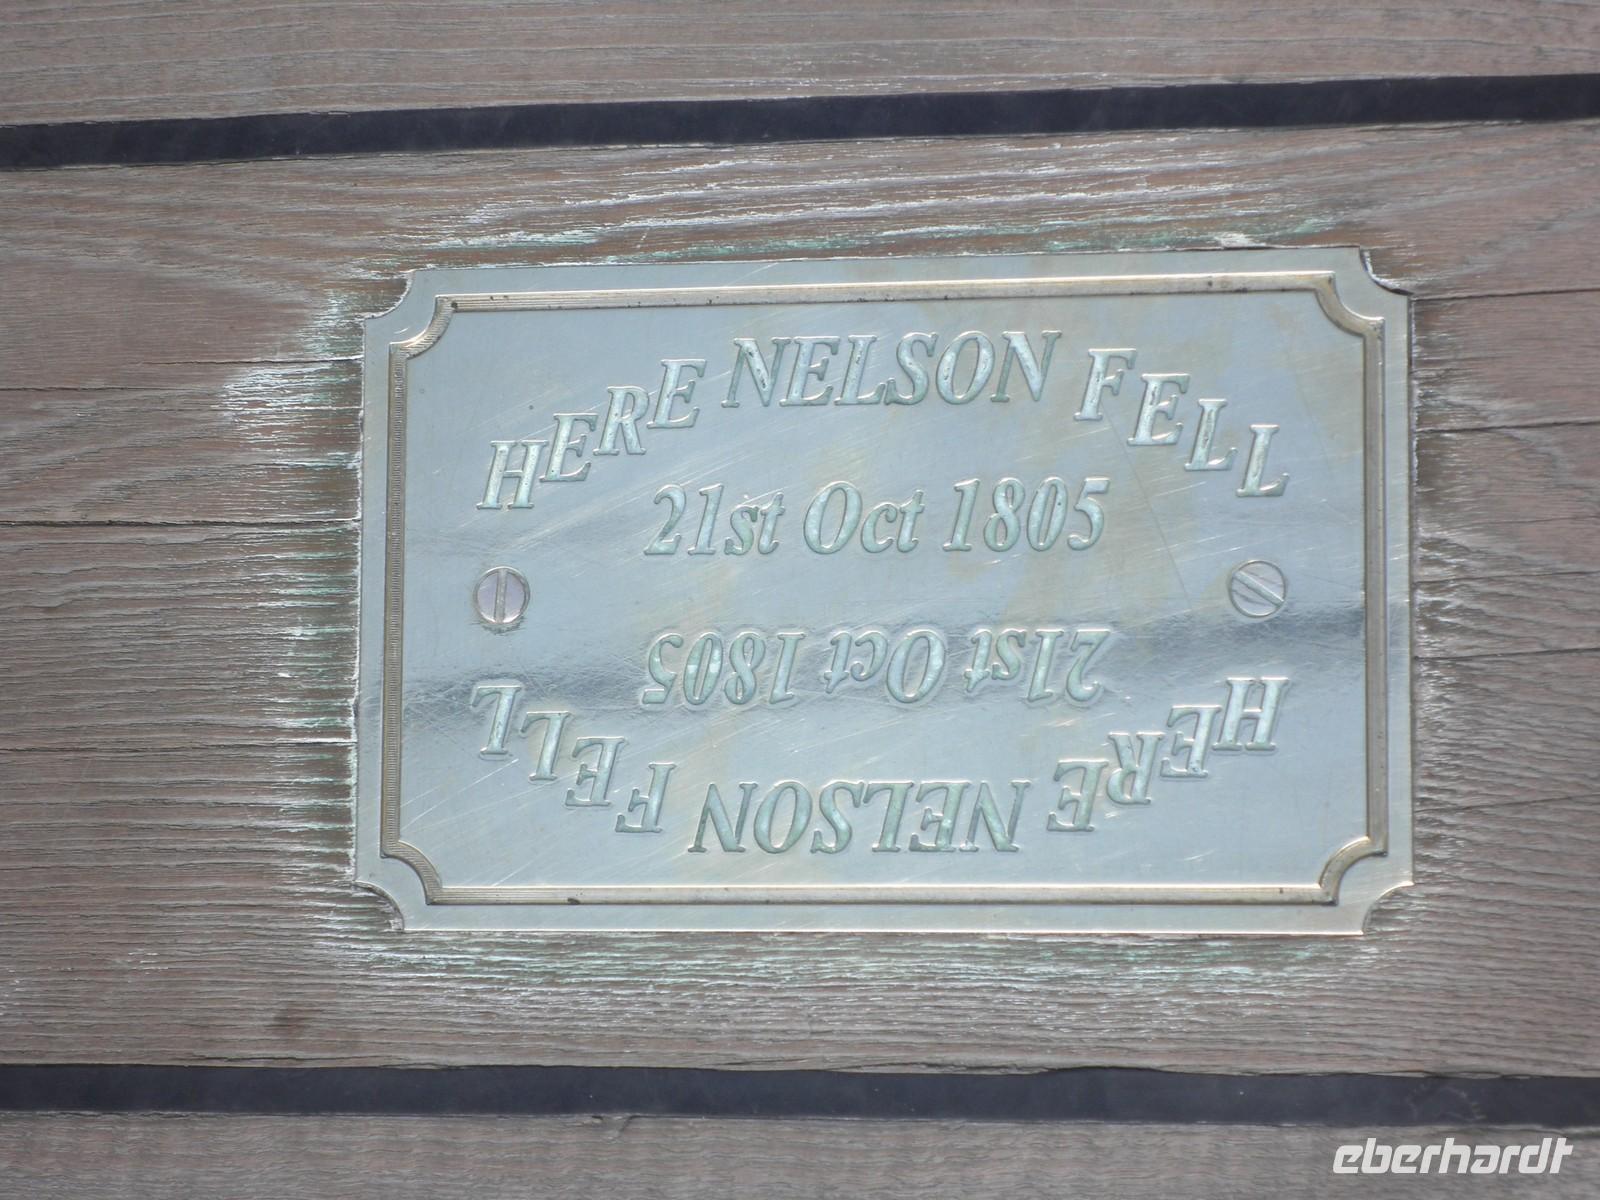 HERE NELSON FELL
21st Oct 1805
21st Oct 1805
HERE NELSON FELL
eberhardt